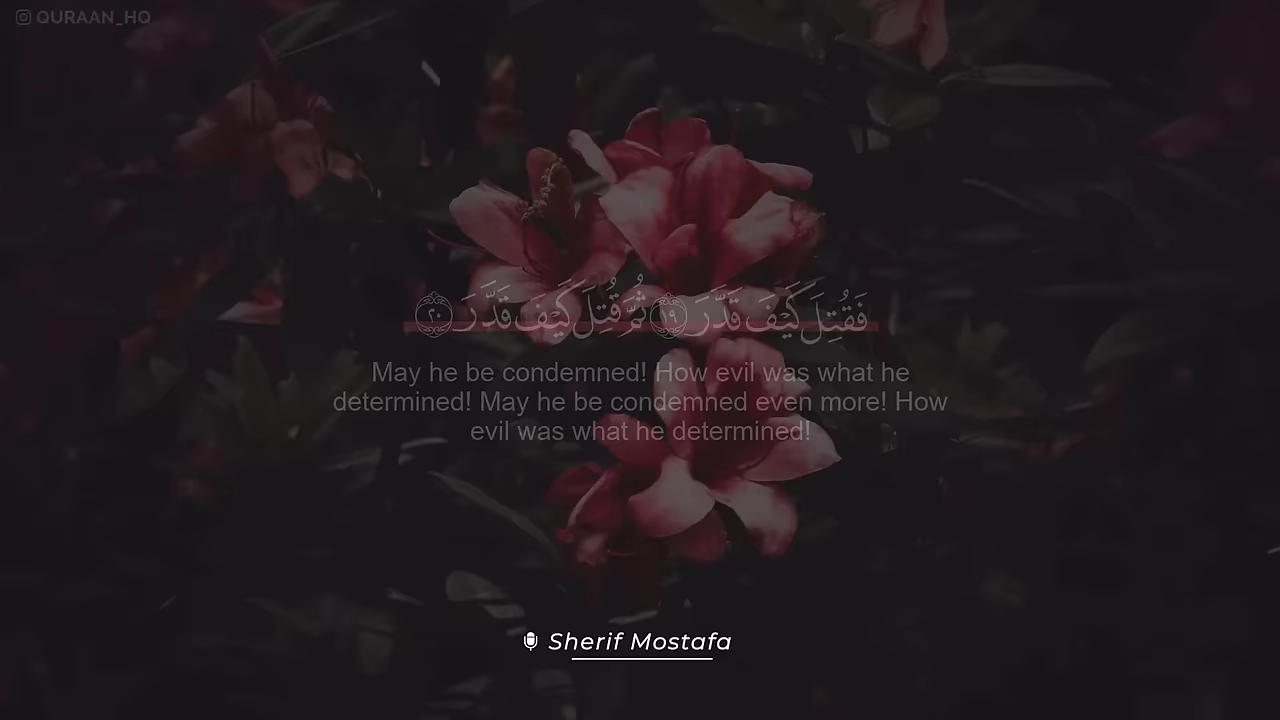 QURAAN_HQ
فَقُتِلَ كَيْفَ قَدَّرَ ١٩ ثُمَّ قُتِلَ كَيْفَ قَدَّرَ ٢٠
May he be condemned! How evil was what he
determined! May he be condemned even more! How
evil was what he determined!
Sherif Mostafa